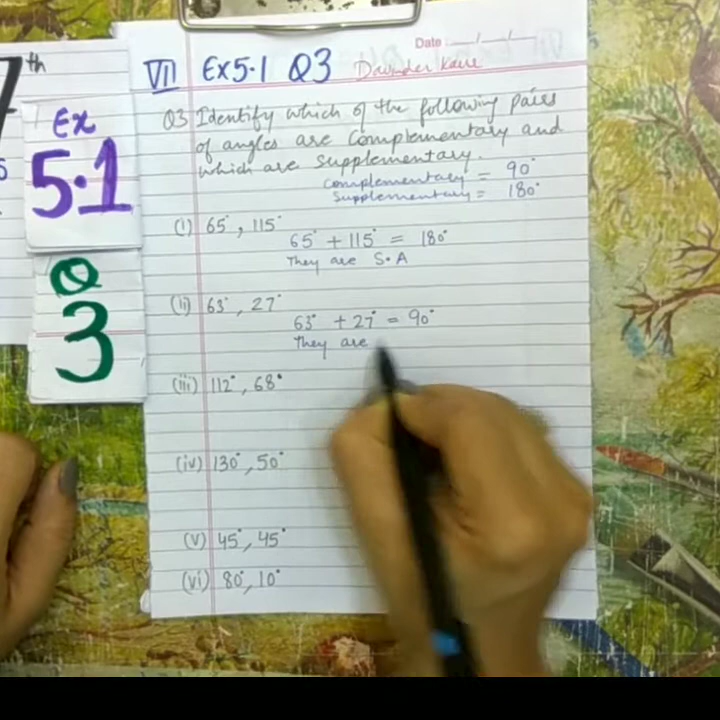 7th
Ex
5.1
Q
3
Date
VII Ex 5.1 Q3 Davinder Kaur
Q3 Identify which of the following pairs
of angles are complementary and
which are supplementary.
Complementary = 90°
Supplementary = 180°
(i) 65°, 115°
65° + 115° = 180°
They are S.A
(ii) 63°, 27°
63° + 27° = 90°
They are
(iii) 112°, 68°
(iv) 130°, 50°
(v) 45°, 45°
(vi) 80°, 10°